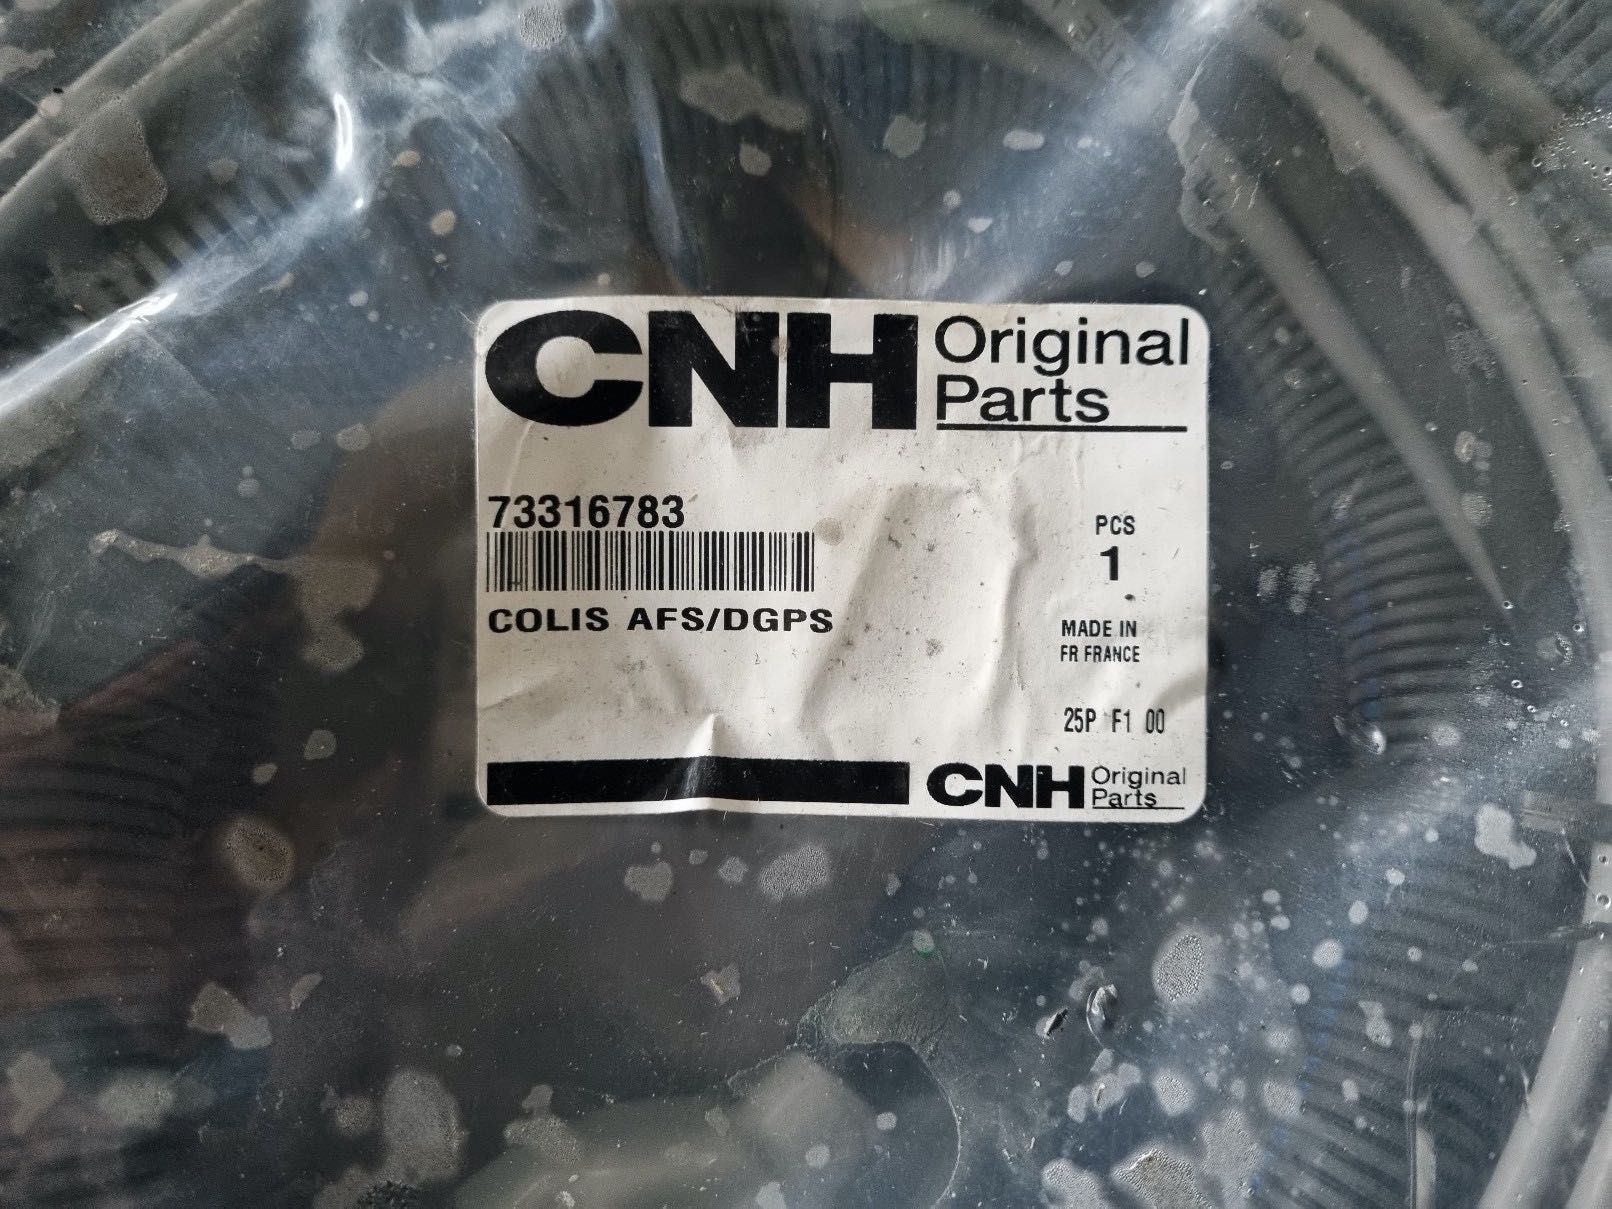 CNH Original
Parts
73316783
PCS
1
COLIS AFS/DGPS
MADE IN
FR FRANCE
25P F1 00
CNH Original
Parts